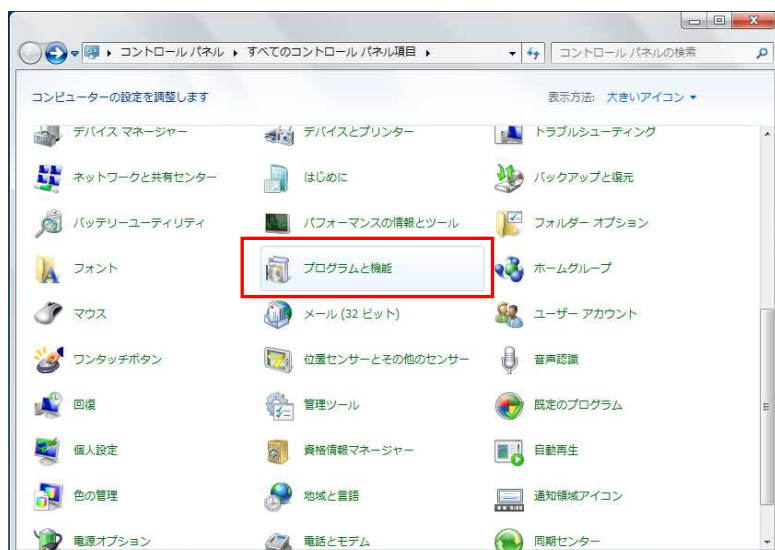 コントロール パネル ▸ すべてのコントロール パネル項目 ▸ コントロール パネルの検索
コンピューターの設定を調整します 表示方法: 大きいアイコン
デバイス マネージャー デバイスとプリンター トラブルシューティング
ネットワークと共有センター はじめに バックアップと復元
バッテリーユーティリティ パフォーマンスの情報とツール フォルダー オプション
フォント プログラムと機能 ホームグループ
マウス メール (32 ビット) ユーザー アカウント
ワンタッチボタン 位置センサーとその他のセンサー 音声認識
回復 管理ツール 既定のプログラム
個人設定 資格情報マネージャー 自動再生
色の管理 地域と言語 通知領域アイコン
電源オプション 電話とモデム 同期センター